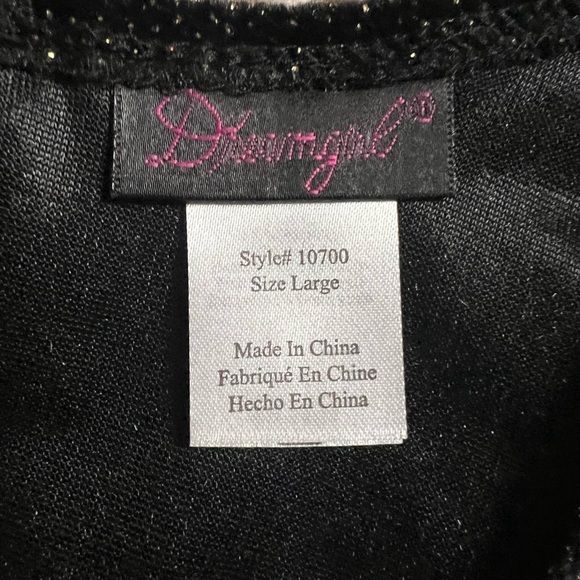 Dreamgirl®
Style# 10700
Size Large
Made In China
Fabriqué En Chine
Hecho En China